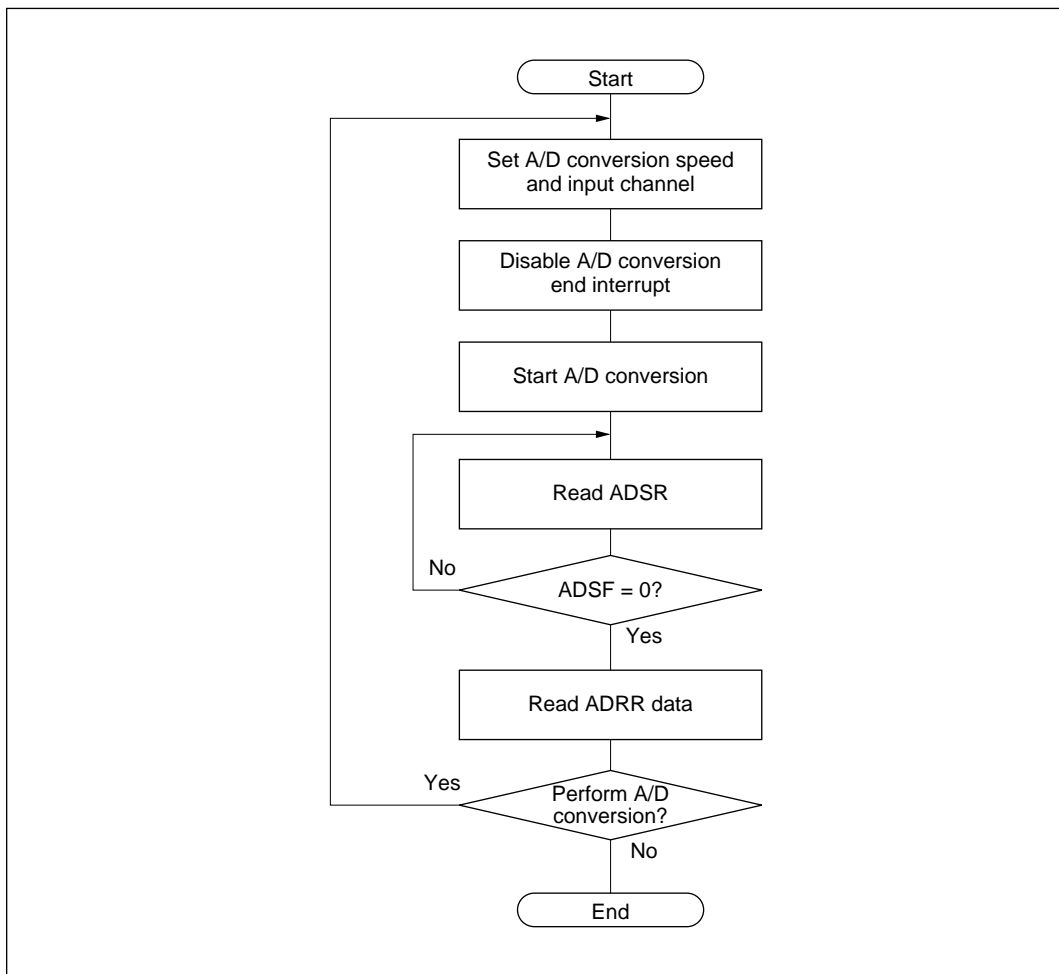 Start
Set A/D conversion speed
and input channel
Disable A/D conversion
end interrupt
Start A/D conversion
Read ADSR
No
ADSF = 0?
Yes
Read ADRR data
Yes
Perform A/D
conversion?
No
End